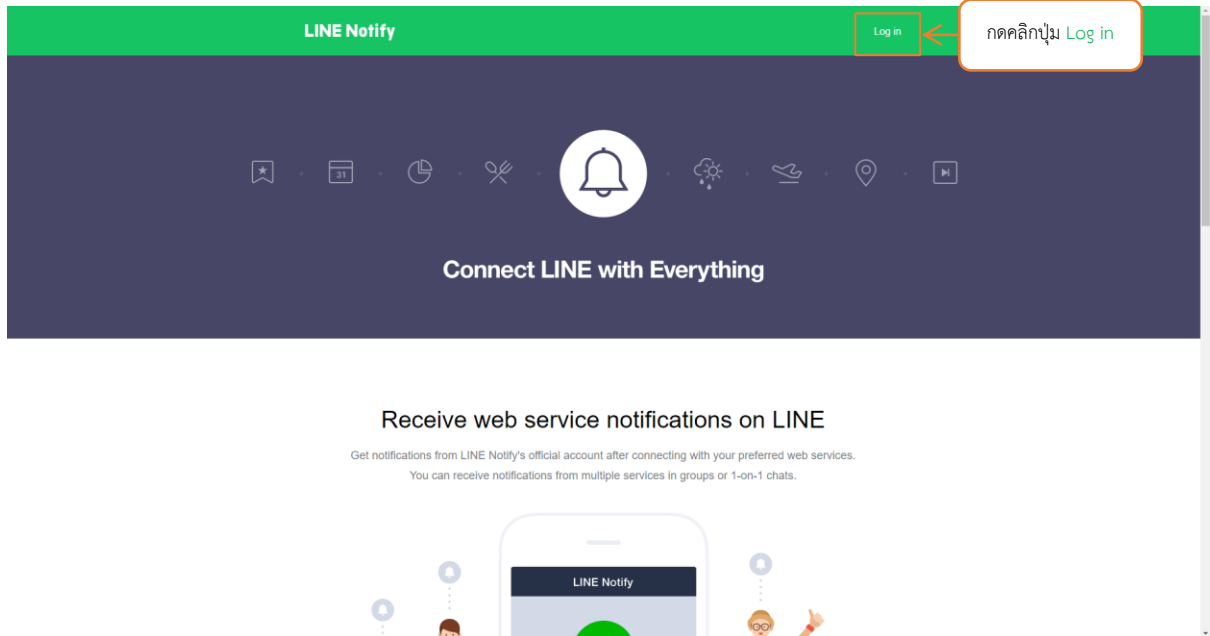 LINE Notify
Log in
กดคลิกปุ่ม Log in
31
Connect LINE with Everything
Receive web service notifications on LINE
Get notifications from LINE Notify's official account after connecting with your preferred web services.
You can receive notifications from multiple services in groups or 1-on-1 chats.
LINE Notify